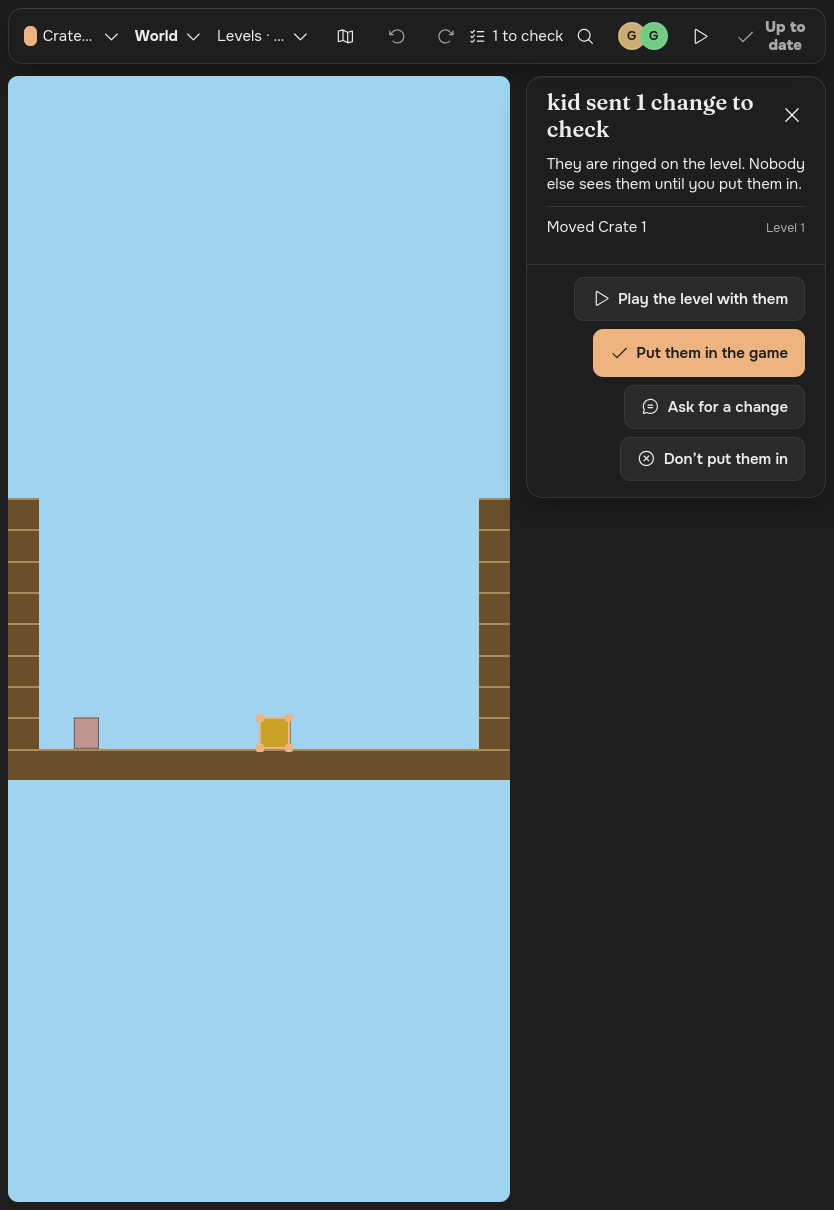 Crate...
World
Levels · ...
1 to check
G
G
Up to
date
kid sent 1 change to
check
They are ringed on the level. Nobody
else sees them until you put them in.
Moved Crate 1
Level 1
Play the level with them
Put them in the game
Ask for a change
Don’t put them in